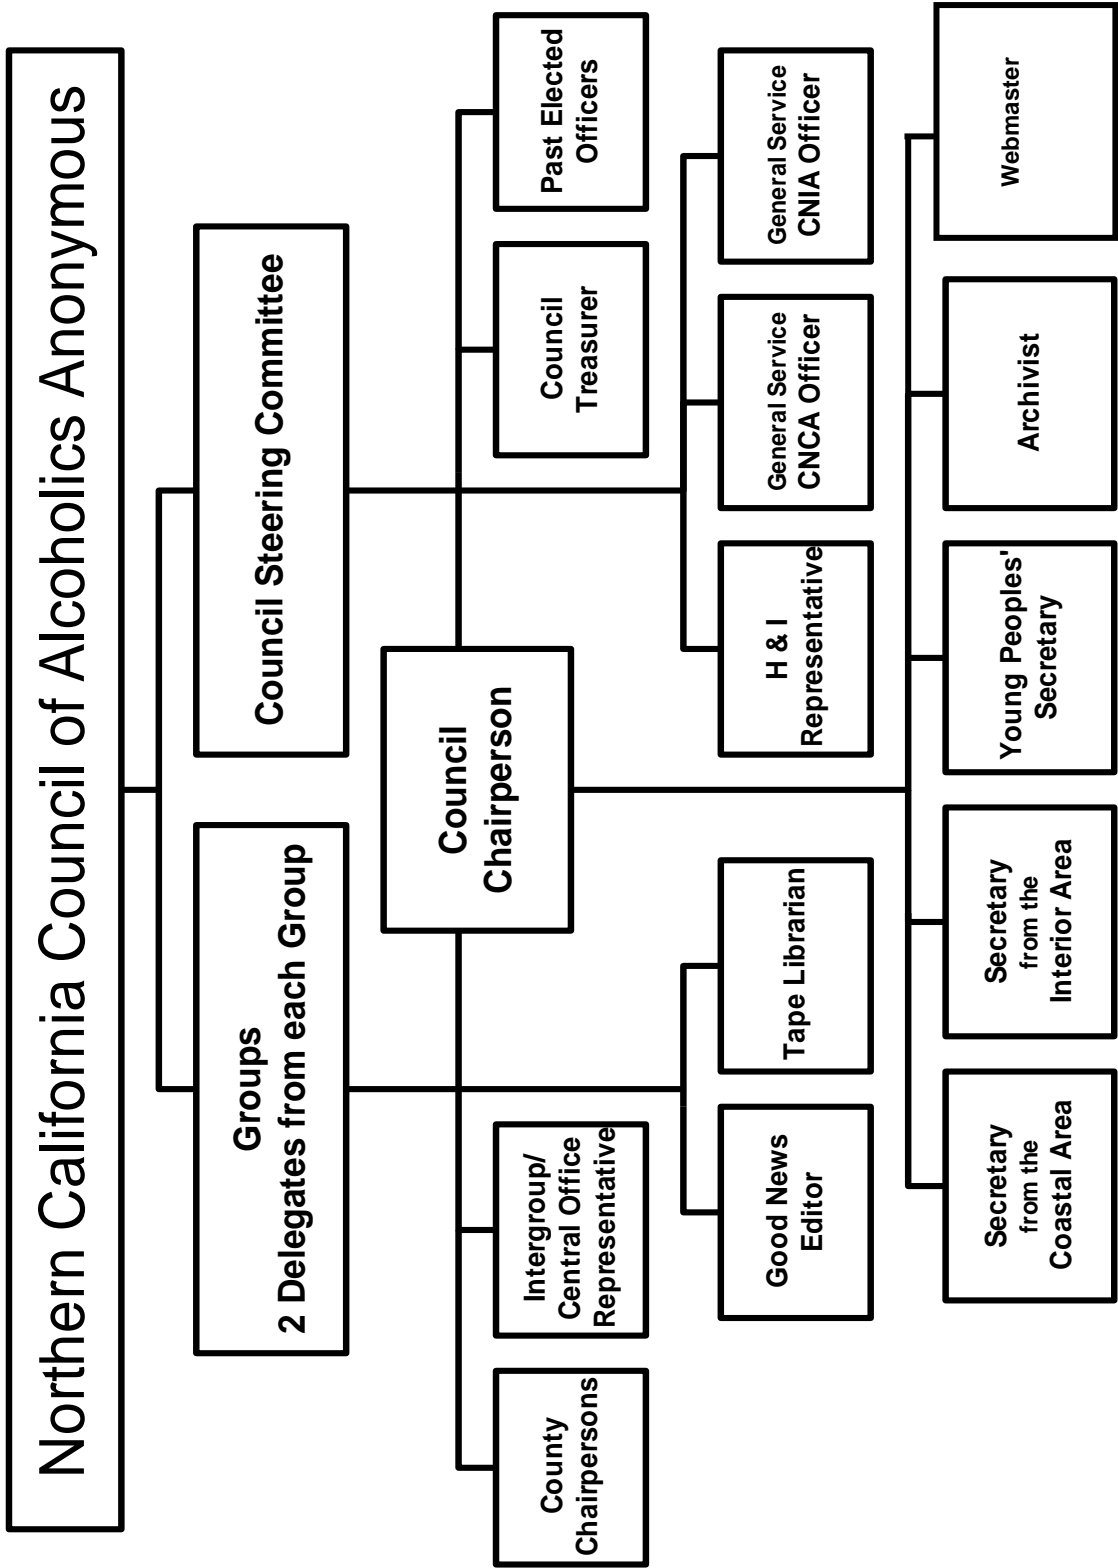 Northern California Council of Alcoholics Anonymous
Groups
2 Delegates from each Group
Council Steering Committee
Council
Chairperson
County
Chairpersons
Intergroup/
Central Office
Representative
Council
Treasurer
Past Elected
Officers
Good News
Editor
Tape Librarian
H & I
Representative
General Service
CNCA Officer
General Service
CNIA Officer
Secretary
from the
Coastal Area
Secretary
from the
Interior Area
Young Peoples'
Secretary
Archivist
Webmaster